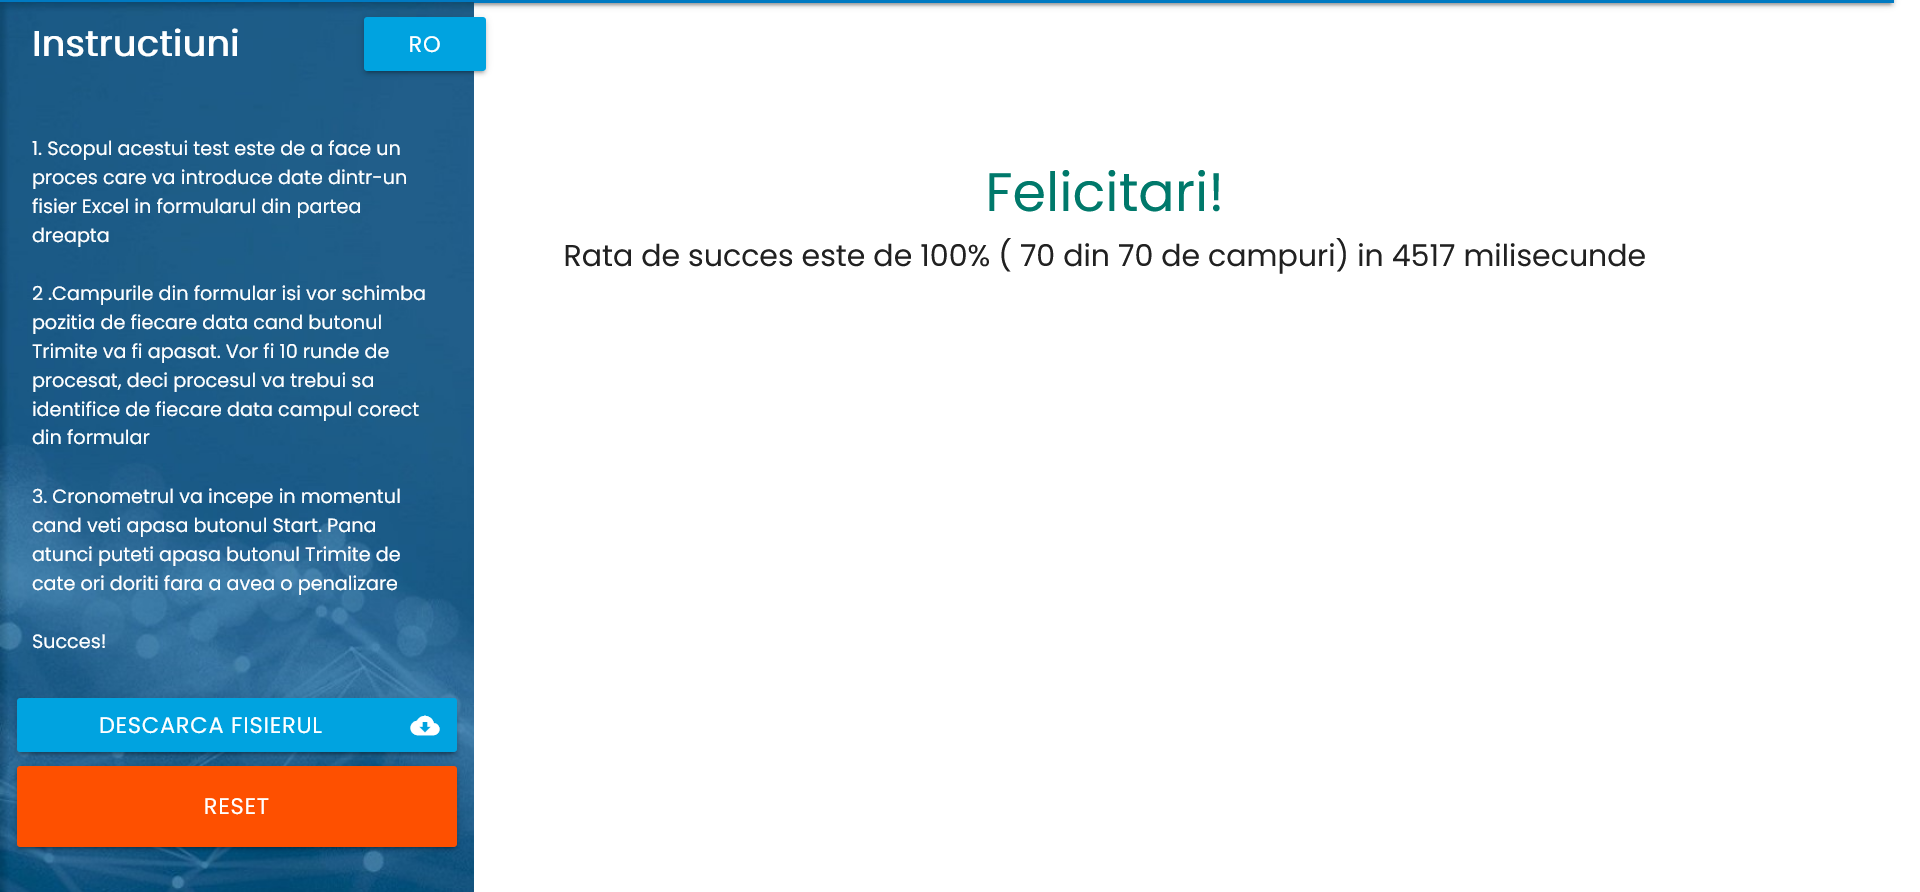 Instructiuni
RO
1. Scopul acestui test este de a face un
proces care va introduce date dintr-un
fisier Excel in formularul din partea
dreapta
2 .Campurile din formular isi vor schimba
pozitia de fiecare data cand butonul
Trimite va fi apasat. Vor fi 10 runde de
procesat, deci procesul va trebui sa
identifice de fiecare data campul corect
din formular
3. Cronometrul va incepe in momentul
cand veti apasa butonul Start. Pana
atunci puteti apasa butonul Trimite de
cate ori doriti fara a avea o penalizare
Succes!
DESCARCA FISIERUL
RESET
Felicitari!
Rata de succes este de 100% ( 70 din 70 de campuri) in 4517 milisecunde